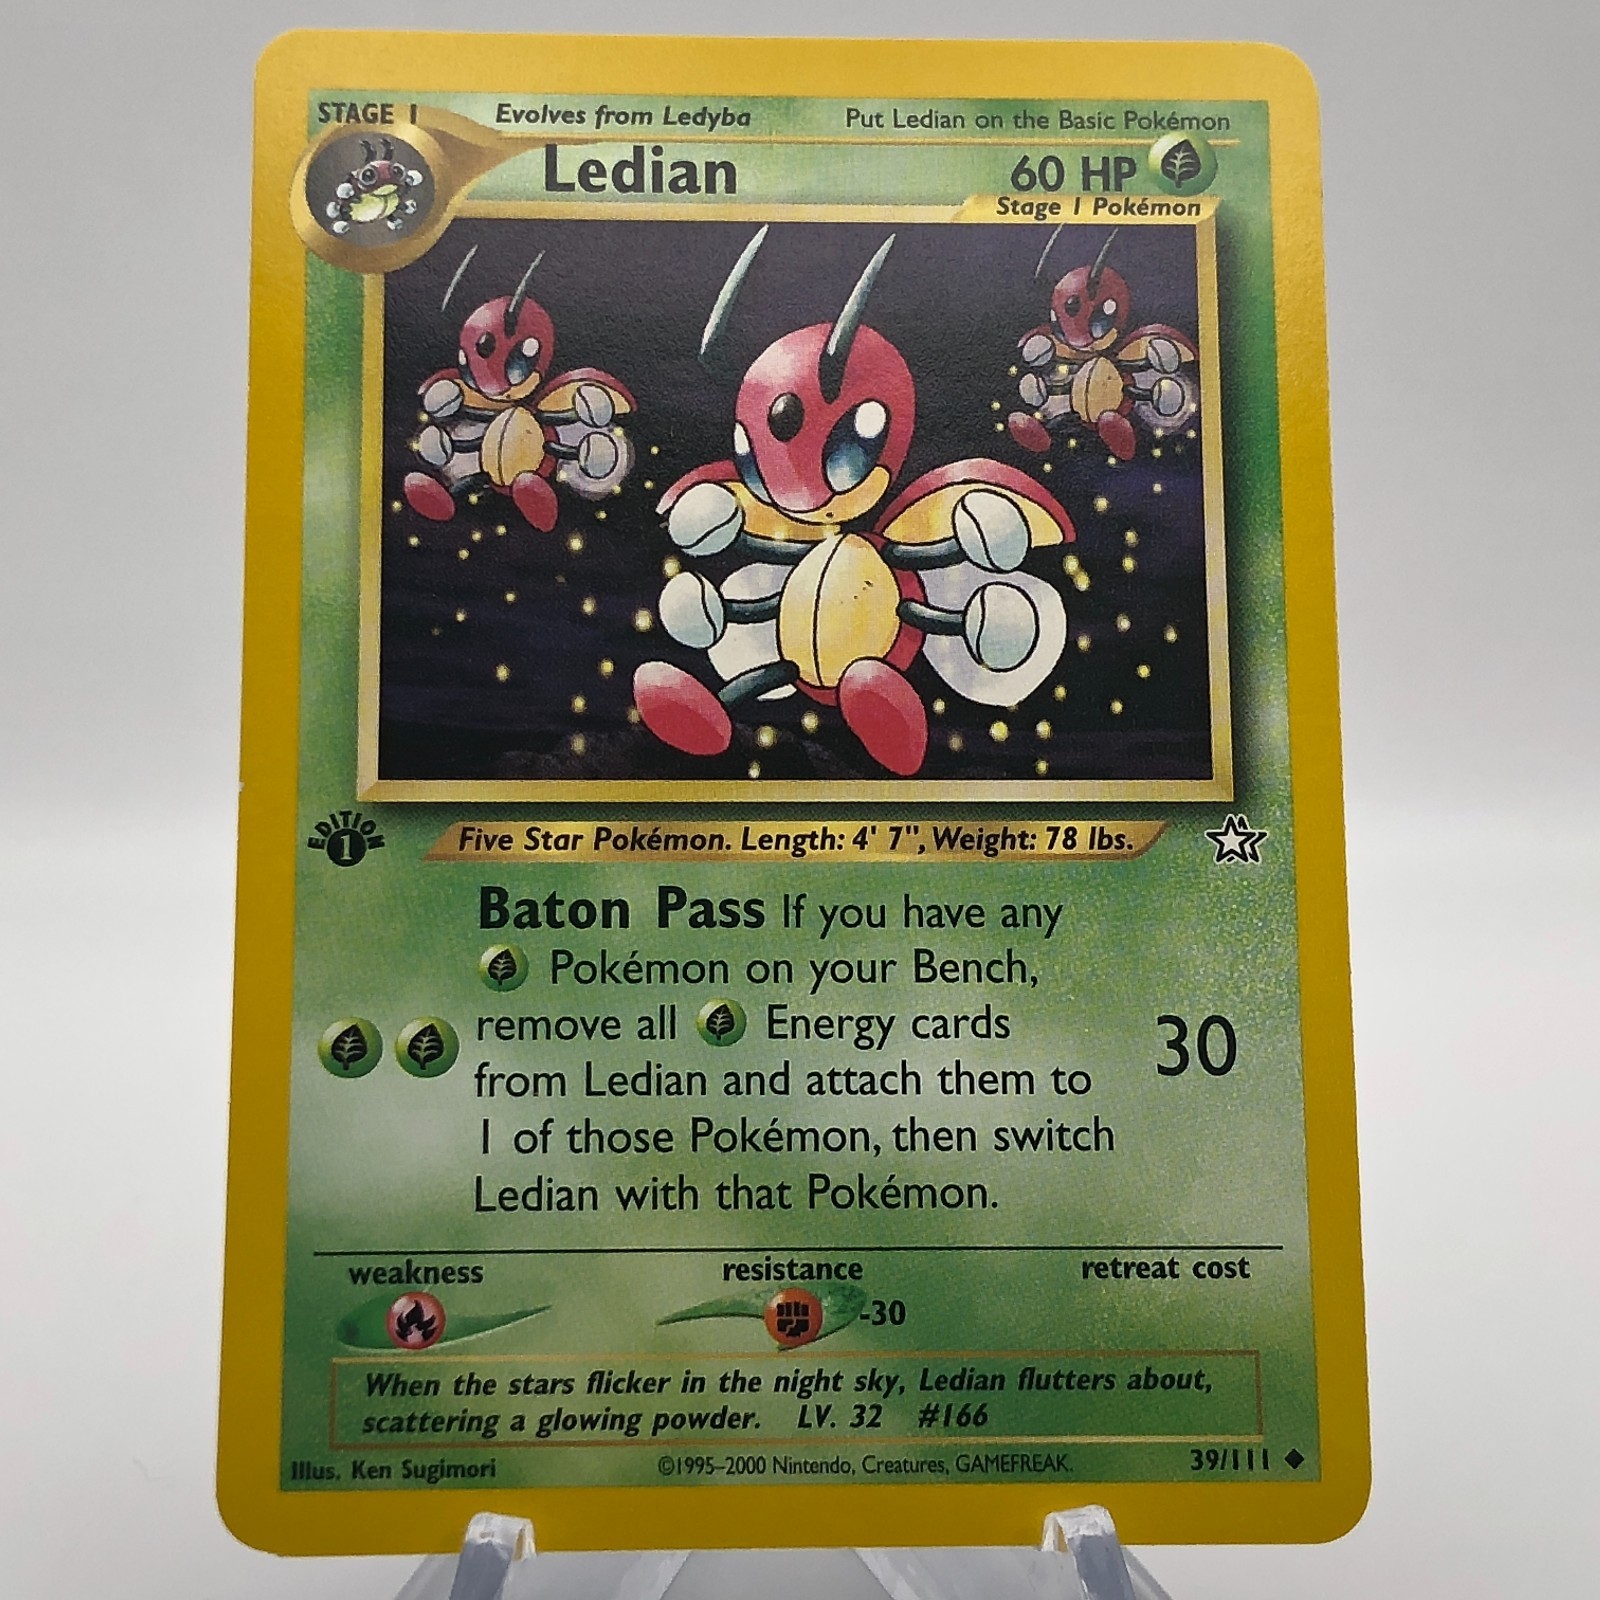 STAGE 1 Evolves from Ledyba Put Ledian on the Basic Pokémon
Ledian 60 HP
Stage 1 Pokémon
EDITION
1
Five Star Pokémon. Length: 4' 7", Weight: 78 lbs.
Baton Pass If you have any
Pokémon on your Bench,
remove all Energy cards
from Ledian and attach them to
1 of those Pokémon, then switch
Ledian with that Pokémon.
30
weakness resistance retreat cost
-30
When the stars flicker in the night sky, Ledian flutters about,
scattering a glowing powder. LV. 32 #166
Illus. Ken Sugimori ©1995–2000 Nintendo, Creatures, GAMEFREAK. 39/111